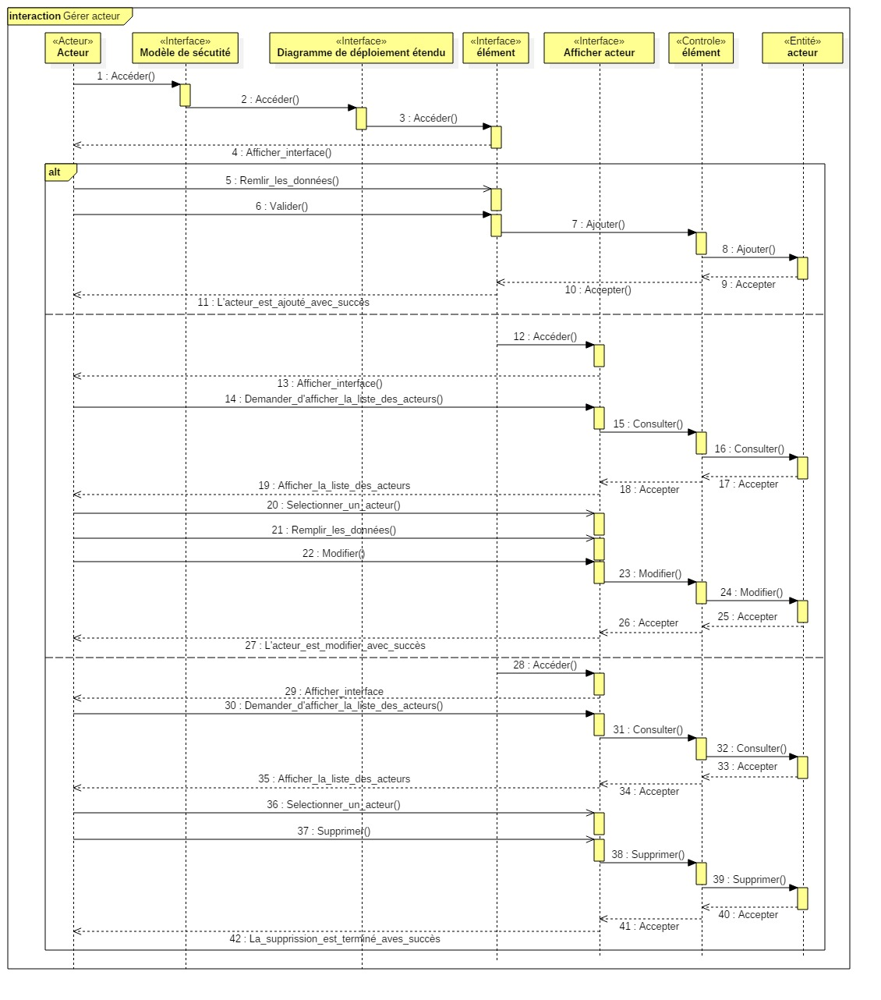 interaction Gérer acteur
«Acteur»
Acteur
«Interface»
Modèle de sécutité
«Interface»
Diagramme de déploiement étendu
«Interface»
élément
«Interface»
Afficher acteur
«Controle»
élément
«Entité»
acteur
1 : Accéder()
2 : Accéder()
3 : Accéder()
4 : Afficher_interface()
alt
5 : Remlir_les_données()
6 : Valider()
7 : Ajouter()
8 : Ajouter()
9 : Accepter
10 : Accepter()
11 : L'acteur_est_ajouté_avec_succès
12 : Accéder()
13 : Afficher_interface()
14 : Demander_d'afficher_la_liste_des_acteurs()
15 : Consulter()
16 : Consulter()
17 : Accepter
18 : Accepter
19 : Afficher_la_liste_des_acteurs
20 : Selectionner_un_acteur()
21 : Remplir_les_données()
22 : Modifier()
23 : Modifier()
24 : Modifier()
25 : Accepter
26 : Accepter
27 : L'acteur_est_modifier_avec_succès
28 : Accéder()
29 : Afficher_interface
30 : Demander_d'afficher_la_liste_des_acteurs()
31 : Consulter()
32 : Consulter()
33 : Accepter
34 : Accepter
35 : Afficher_la_liste_des_acteurs
36 : Selectionner_un_acteur()
37 : Supprimer()
38 : Supprimer()
39 : Supprimer()
40 : Accepter
41 : Accepter
42 : La_supprission_est_terminé_aves_succès